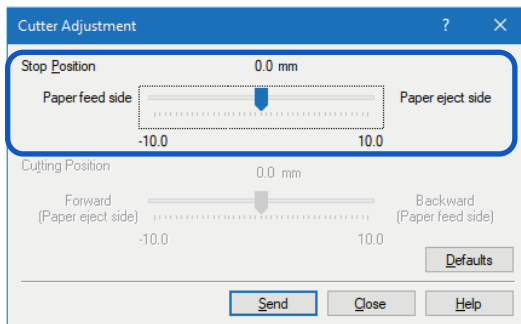 Cutter Adjustment ? ×
Stop Position 0.0 mm
Paper feed side Paper eject side
-10.0 10.0
Cutting Position 0.0 mm
Forward Backward
(Paper eject side) (Paper feed side)
-10.0 10.0
Defaults
Send Close Help